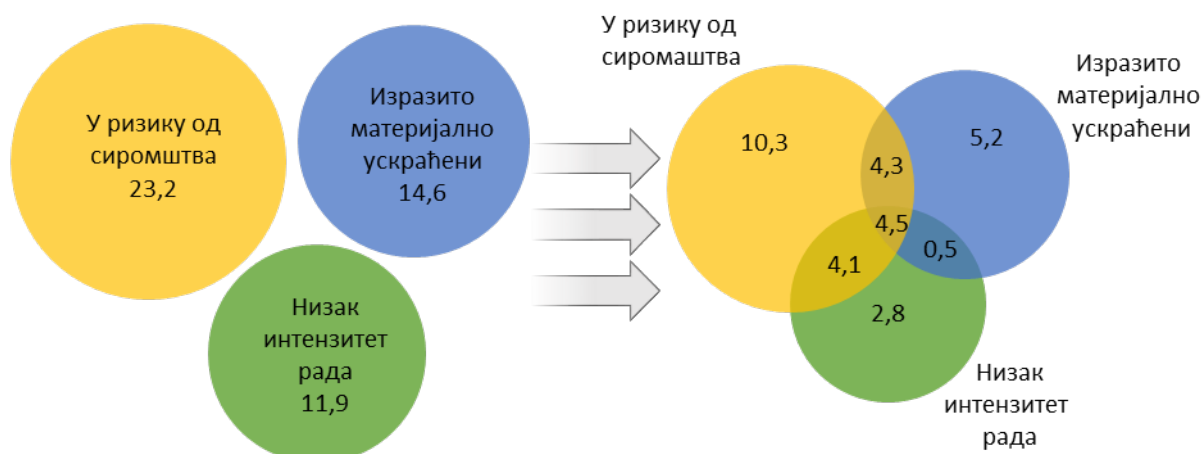 У ризику од
сиромштва
23,2
Изразито
материјално
ускраћени
14,6
Низак
интензитет
рада
11,9
У ризику од
сиромаштва
Изразито
материјално
ускраћени
10,3
5,2
4,3
4,5
0,5
4,1
2,8
Низак
интензитет
рада